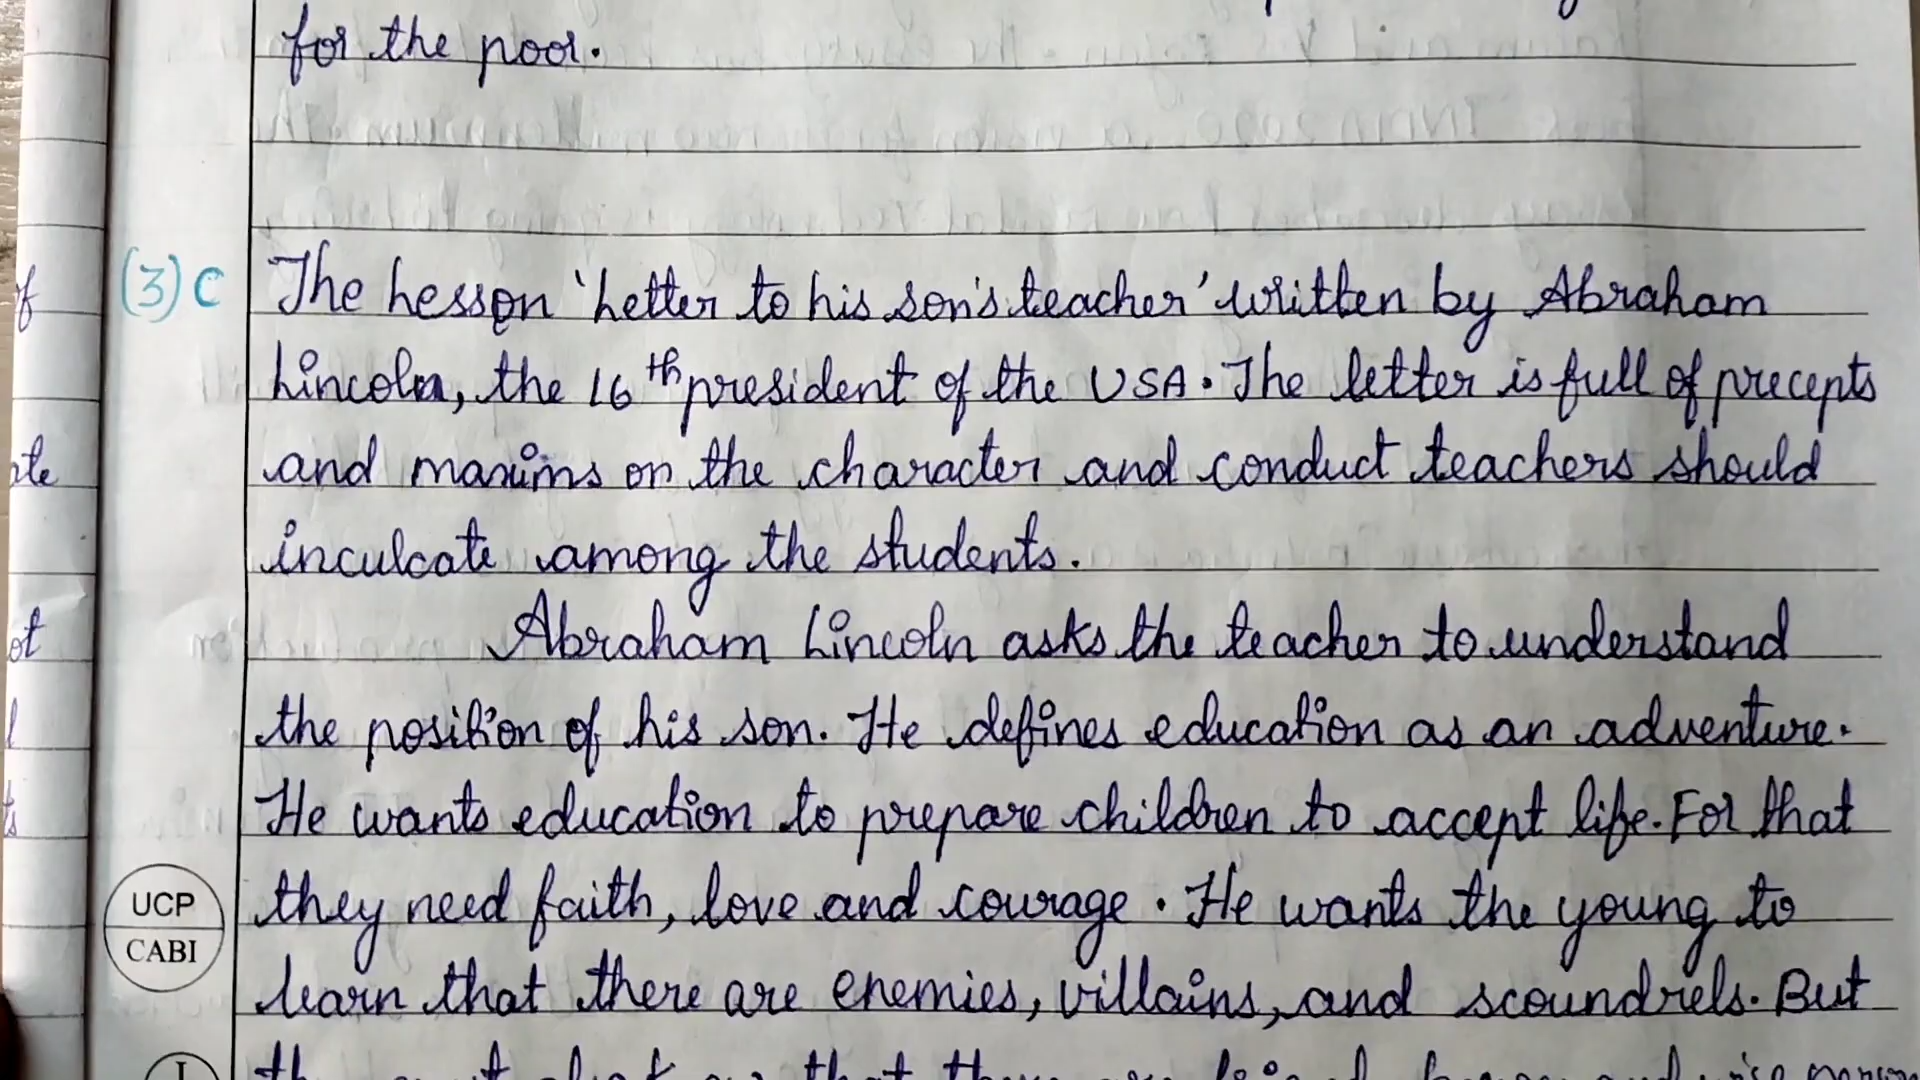 for the poor.
(3) C The Lesson 'Letter to his son's teacher' written by Abraham
Lincoln, the 16th president of the USA. The letter is full of precepts
and maxims on the character and conduct teachers should
inculcate among the students.
Abraham Lincoln asks the teacher to understand
the position of his son. He defines education as an adventure.
He wants education to prepare children to accept life. For that
they need faith, love and courage. He wants the young to
learn that there are enemies, villains, and scoundrels. But
that there
UCP
CABI